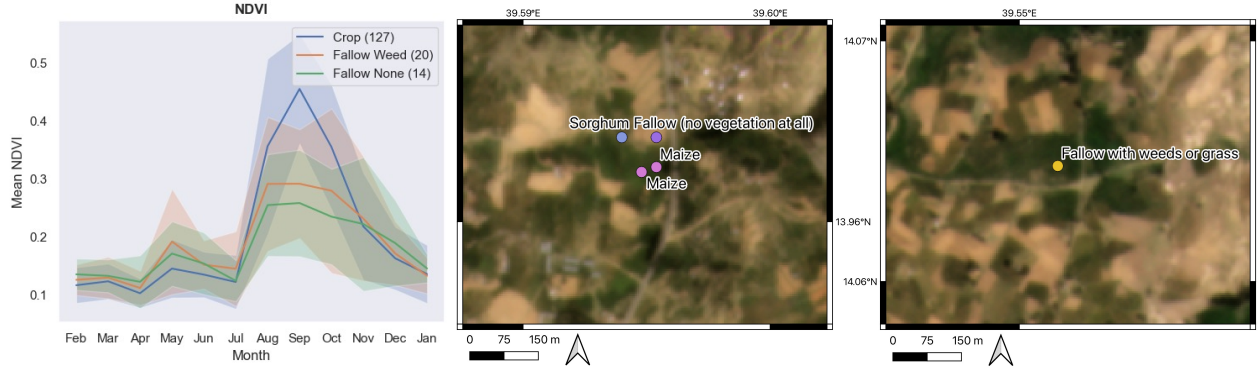 NDVI
Crop (127)
Fallow Weed (20)
Fallow None (14)
Mean NDVI
0.5
0.4
0.3
0.2
0.1
Feb Mar Apr May Jun Jul Aug Sep Oct Nov Dec Jan
Month
39.59°E 39.60°E
Sorghum Fallow (no vegetation at all)
Maize
Maize
13.96°N
0 75 150 m
39.55°E
14.07°N
Fallow with weeds or grass
14.06°N
0 75 150 m